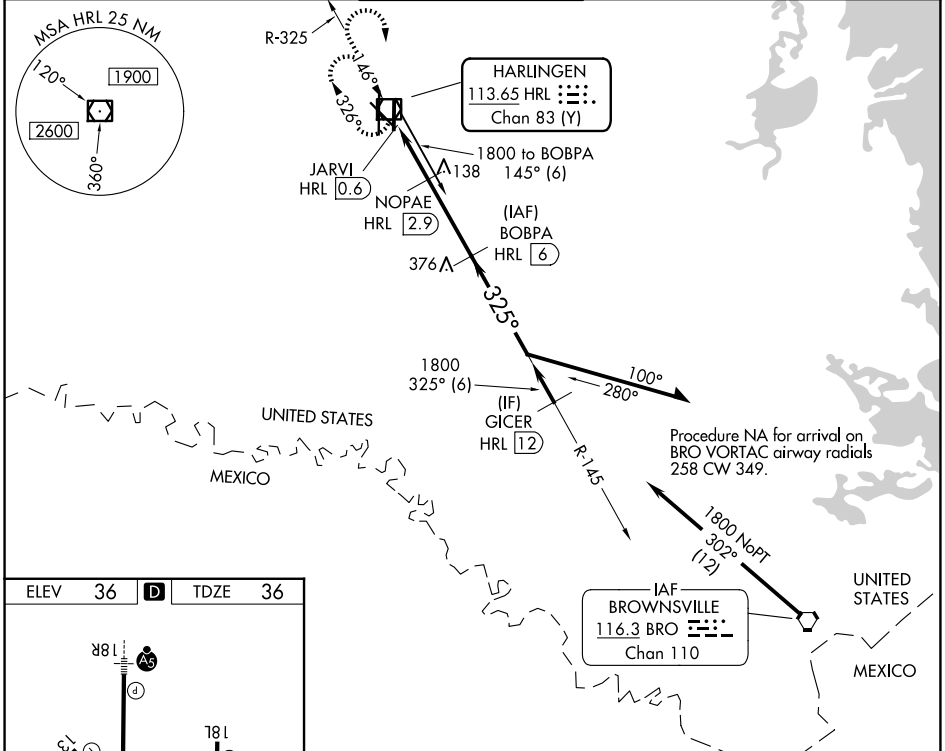 MSA HRL 25 NM
120°
1900
2600
360°
R-325
146°
326°
HARLINGEN
113.65 HRL
Chan 83 (Y)
1800 to BOBPA
145° (6)
JARVI
HRL 0.6
138
NOPAE
HRL 2.9
(IAF)
BOBPA
HRL 6
376
325°
1800
325° (6)
100°
280°
(IF)
GICER
HRL 12
R-145
UNITED STATES
MEXICO
Procedure NA for arrival on
BRO VORTAC airway radials
258 CW 349.
1800 NoPT
302°
(12)
IAF
BROWNSVILLE
116.3 BRO
Chan 110
UNITED
STATES
MEXICO
ELEV 36 D TDZE 36
18R
A5
P
18L
13